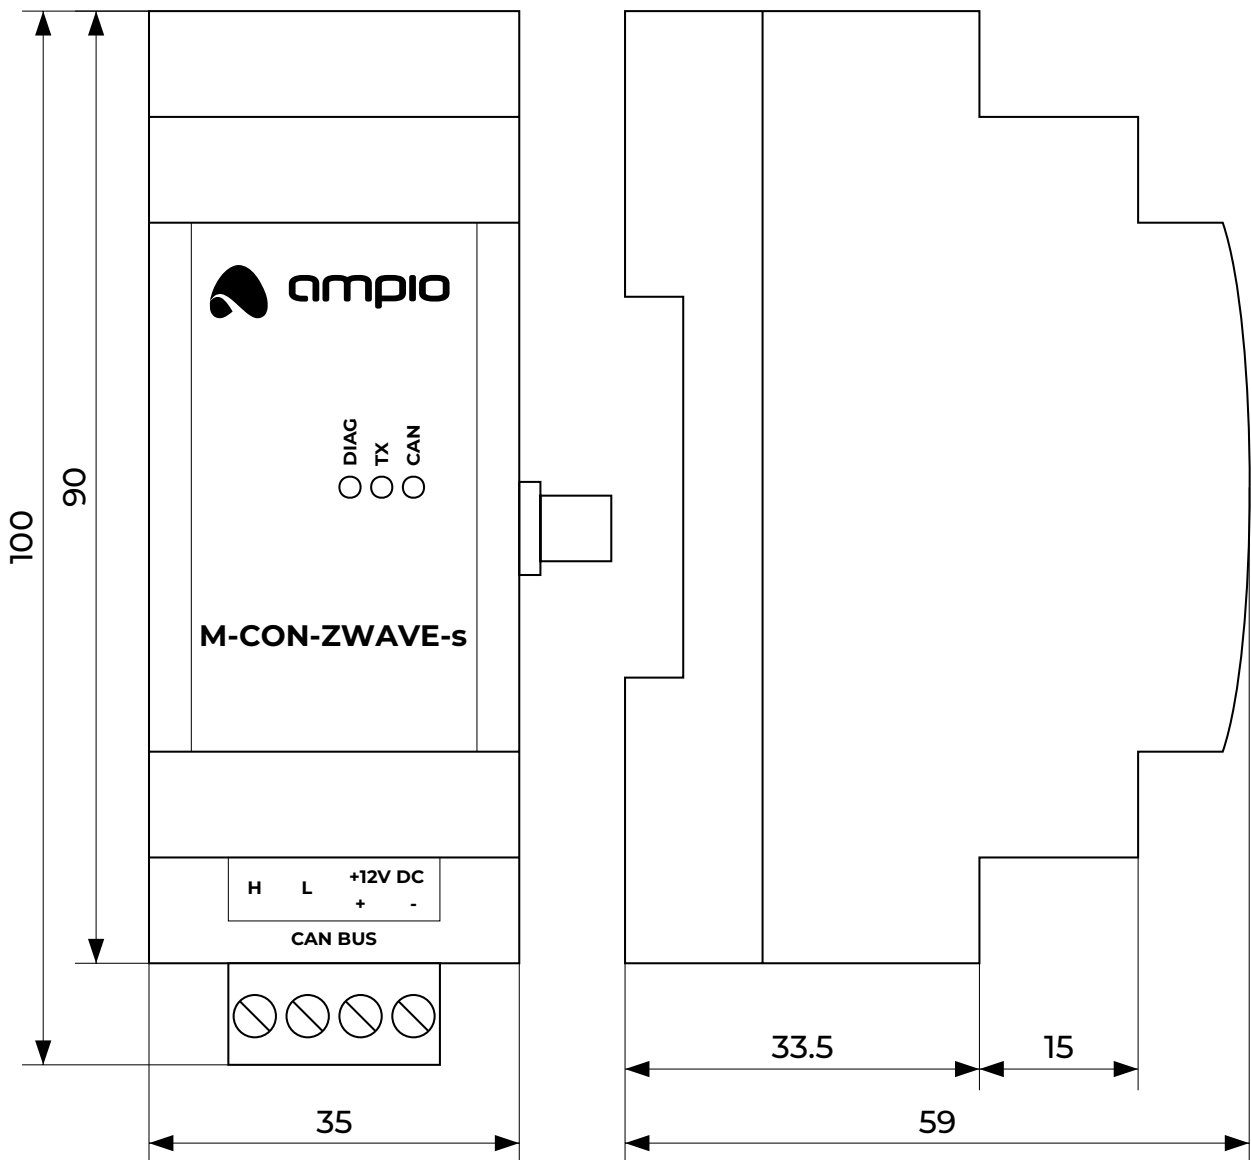 ampio
DIAG
TX
CAN
M-CON-ZWAVE-s
100
90
H L +12V DC
+ -
CAN BUS
33.5
15
35
59